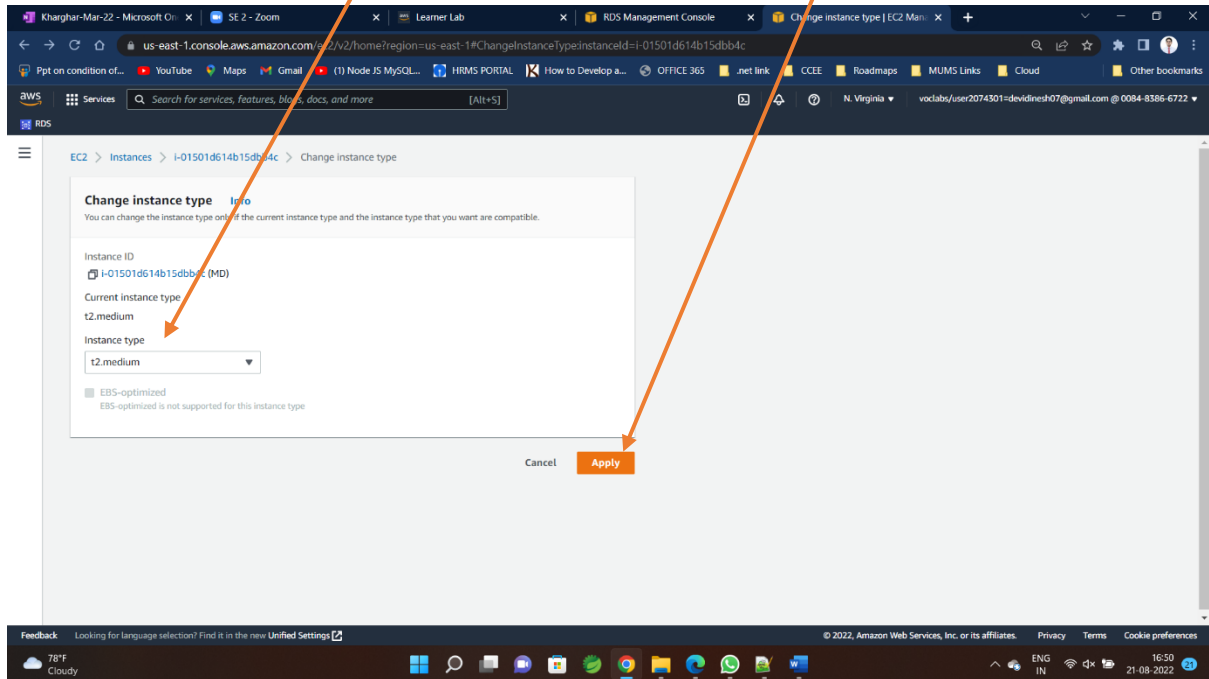 Kharghar-Mar-22 - Microsoft On
SE 2 - Zoom
Learner Lab
RDS Management Console
Change instance type | EC2 Mana
us-east-1.console.aws.amazon.com/ec2/v2/home?region=us-east-1#ChangeInstanceType:instanceId=i-01501d614b15dbb4c
Ppt on condition of...
YouTube
Maps
Gmail
(1) Node JS MySQL...
HRMS PORTAL
How to Develop a...
OFFICE 365
.net link
CCEE
Roadmaps
MUMS Links
Cloud
Other bookmarks
aws
Services
Search for services, features, blogs, docs, and more
[Alt+S]
N. Virginia
voclabs/user2074301=devidinesh07@gmail.com @ 0084-8386-6722
RDS
EC2 > Instances > i-01501d614b15dbb4c > Change instance type
Change instance type Info
You can change the instance type only if the current instance type and the instance type that you want are compatible.
Instance ID
i-01501d614b15dbb4c (MD)
Current instance type
t2.medium
Instance type
t2.medium
EBS-optimized
EBS-optimized is not supported for this instance type
Cancel
Apply
Feedback
Looking for language selection? Find it in the new Unified Settings
© 2022, Amazon Web Services, Inc. or its affiliates.
Privacy
Terms
Cookie preferences
78°F
Cloudy
ENG
IN
16:50
21-08-2022
21